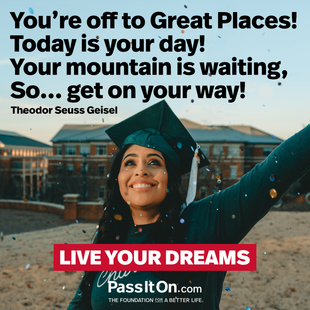 You're off to Great Places!
Today is your day!
Your mountain is waiting,
So... get on your way!
Theodor Seuss Geisel
LIVE YOUR DREAMS
PassItOn.com
THE FOUNDATION FOR A BETTER LIFE.